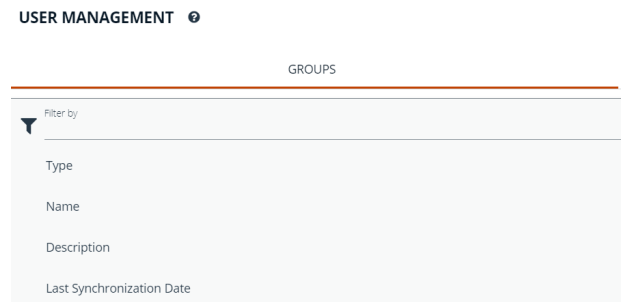 USER MANAGEMENT
GROUPS
Filter by
Type
Name
Description
Last Synchronization Date